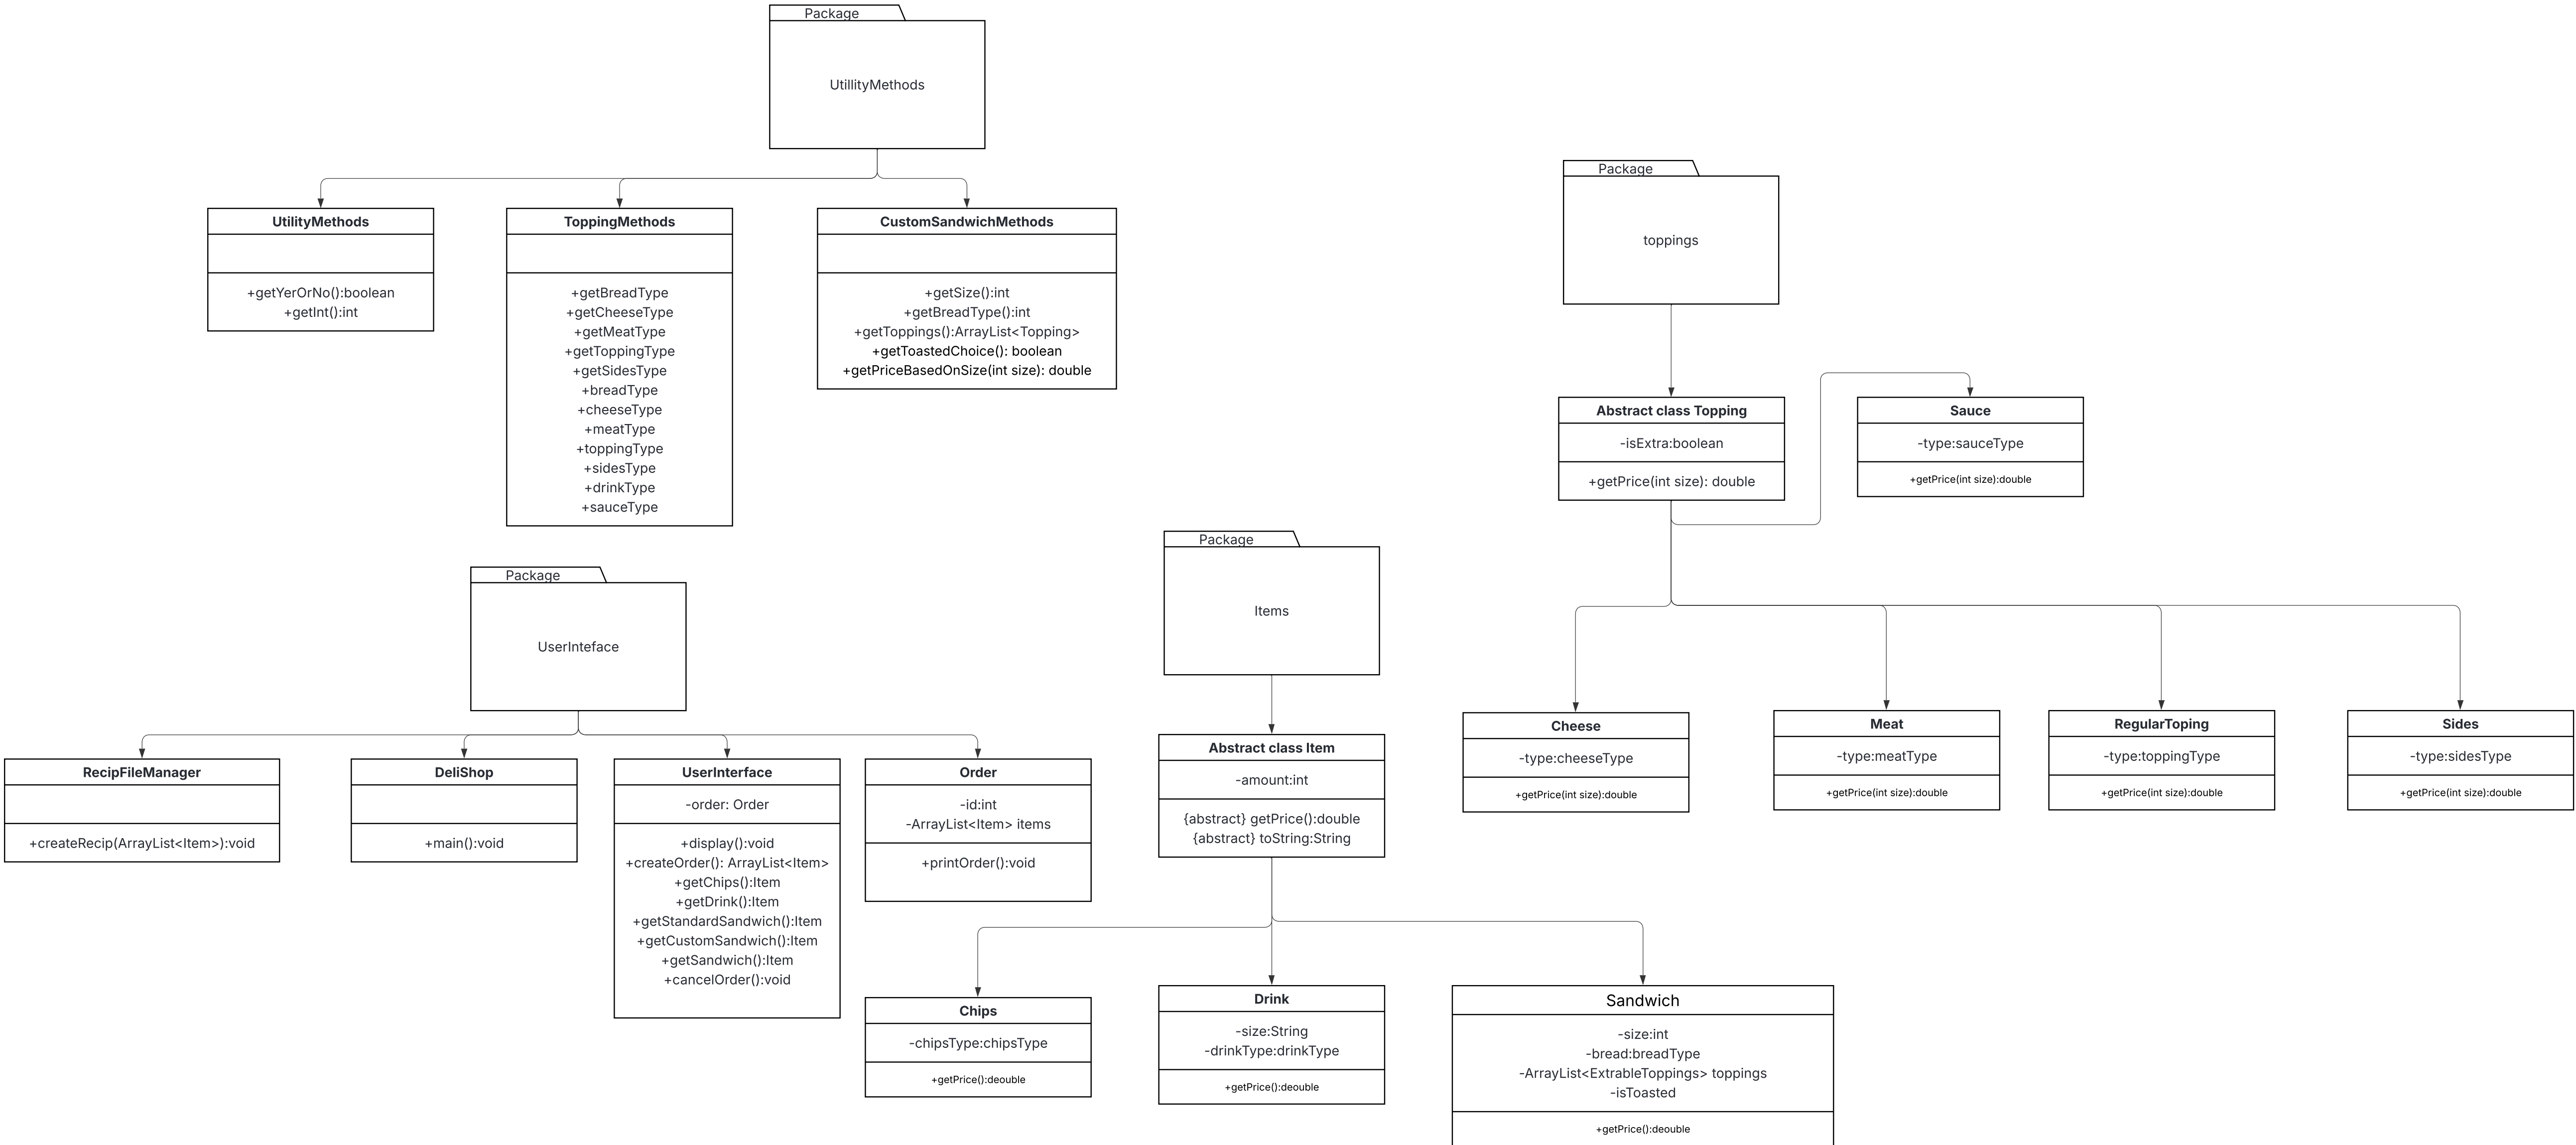 Package
UtillityMethods
UtilityMethods
+getYerOrNo():boolean
+getInt():int
ToppingMethods
+getBreadType
+getCheeseType
+getMeatType
+getToppingType
+getSidesType
+breadType
+cheeseType
+meatType
+toppingType
+sidesType
+drinkType
+sauceType
CustomSandwichMethods
+getSize():int
+getBreadType():int
+getToppings():ArrayList<Topping>
+getToastedChoice(): boolean
+getPriceBasedOnSize(int size): double
Package
toppings
Abstract class Topping
-isExtra:boolean
+getPrice(int size): double
Sauce
-type:sauceType
+getPrice(int size):double
Cheese
-type:cheeseType
+getPrice(int size):double
Meat
-type:meatType
+getPrice(int size):double
RegularToping
-type:toppingType
+getPrice(int size):double
Sides
-type:sidesType
+getPrice(int size):double
Package
UserInteface
RecipFileManager
+createRecip(ArrayList<Item>):void
DeliShop
+main():void
UserInterface
-order: Order
+display():void
+createOrder(): ArrayList<Item>
+getChips():Item
+getDrink():Item
+getStandardSandwich():Item
+getCustomSandwich():Item
+getSandwich():Item
+cancelOrder():void
Order
-id:int
-ArrayList<Item> items
+printOrder():void
Package
Items
Abstract class Item
-amount:int
{abstract} getPrice():double
{abstract} toString:String
Chips
-chipsType:chipsType
+getPrice():deouble
Drink
-size:String
-drinkType:drinkType
+getPrice():deouble
Sandwich
-size:int
-bread:breadType
-ArrayList<ExtrableToppings> toppings
-isToasted
+getPrice():deouble